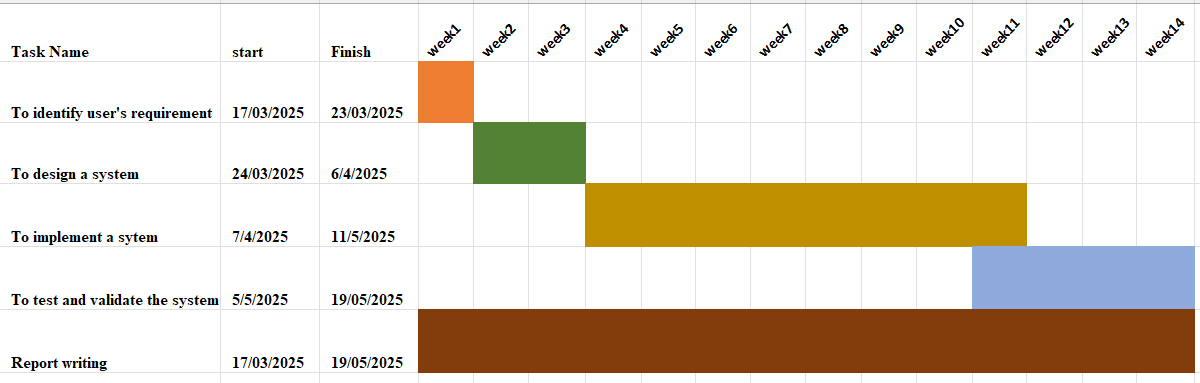 Task Name start Finish week1 week2 week3 week4 week5 week6 week7 week8 week9 week10 week11 week12 week13 week14
To identify user's requirement 17/03/2025 23/03/2025
To design a system 24/03/2025 6/4/2025
To implement a sytem 7/4/2025 11/5/2025
To test and validate the system 5/5/2025 19/05/2025
Report writing 17/03/2025 19/05/2025